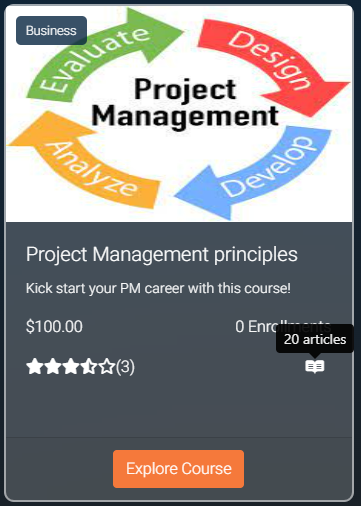 Business
Evaluate
Design
Project
Management
Analyze
Develop
Project Management principles
Kick start your PM career with this course!
$100.00
0 Enrollments
20 articles
(3)
Explore Course